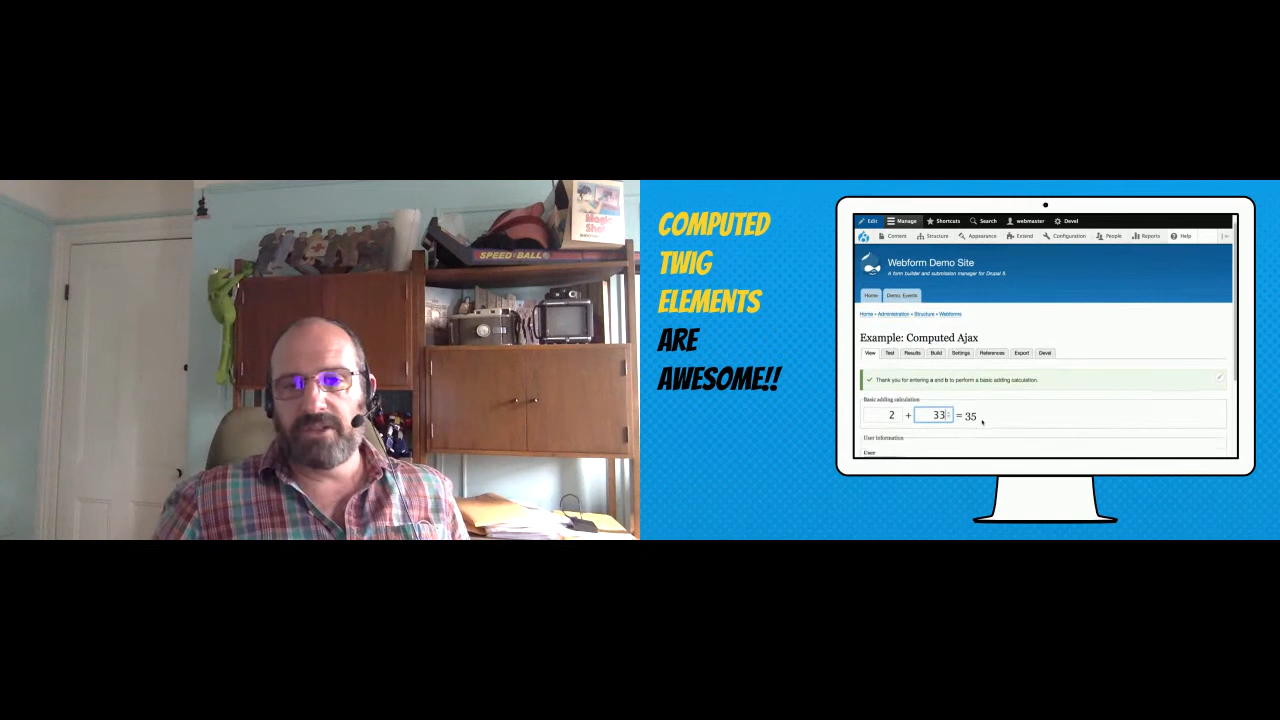 SPEED BALL
Magic
Shot
COMPUTED
TWIG
ELEMENTS
ARE
AWESOME!!
Edit Manage Shortcuts Search webmaster Devel
Content Structure Appearance Extend Configuration People Reports Help
Webform Demo Site
A form builder and submission manager for Drupal 8.
Home Demo: Events
Home » Administration » Structure » Webforms
Example: Computed Ajax
View Test Results Build Settings References Export Devel
Thank you for entering a and b to perform a basic adding calculation.
Basic adding calculation
2 + 33 = 35
User information
User